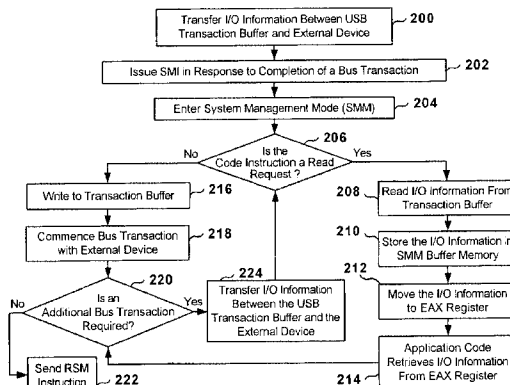 Transfer I/O Information Between USB
Transaction Buffer and External Device
200
Issue SMI in Response to Completion of a Bus Transaction
202
Enter System Management Mode (SMM)
204
206
Is the
Code Instruction a Read
Request ?
No
Yes
Write to Transaction Buffer
216
208
Read I/O information From
Transaction Buffer
Commence Bus Transaction
with External Device
218
210
Store the I/O Information in
SMM Buffer Memory
220
Is an
Additional Bus Transaction
Required?
No
Yes
224
Transfer I/O Information
Between the USB
Transaction Buffer and the
External Device
212
Move the I/O Information
to EAX Register
Send RSM
Instruction
222
214
Application Code
Retrieves I/O Information
From EAX Register